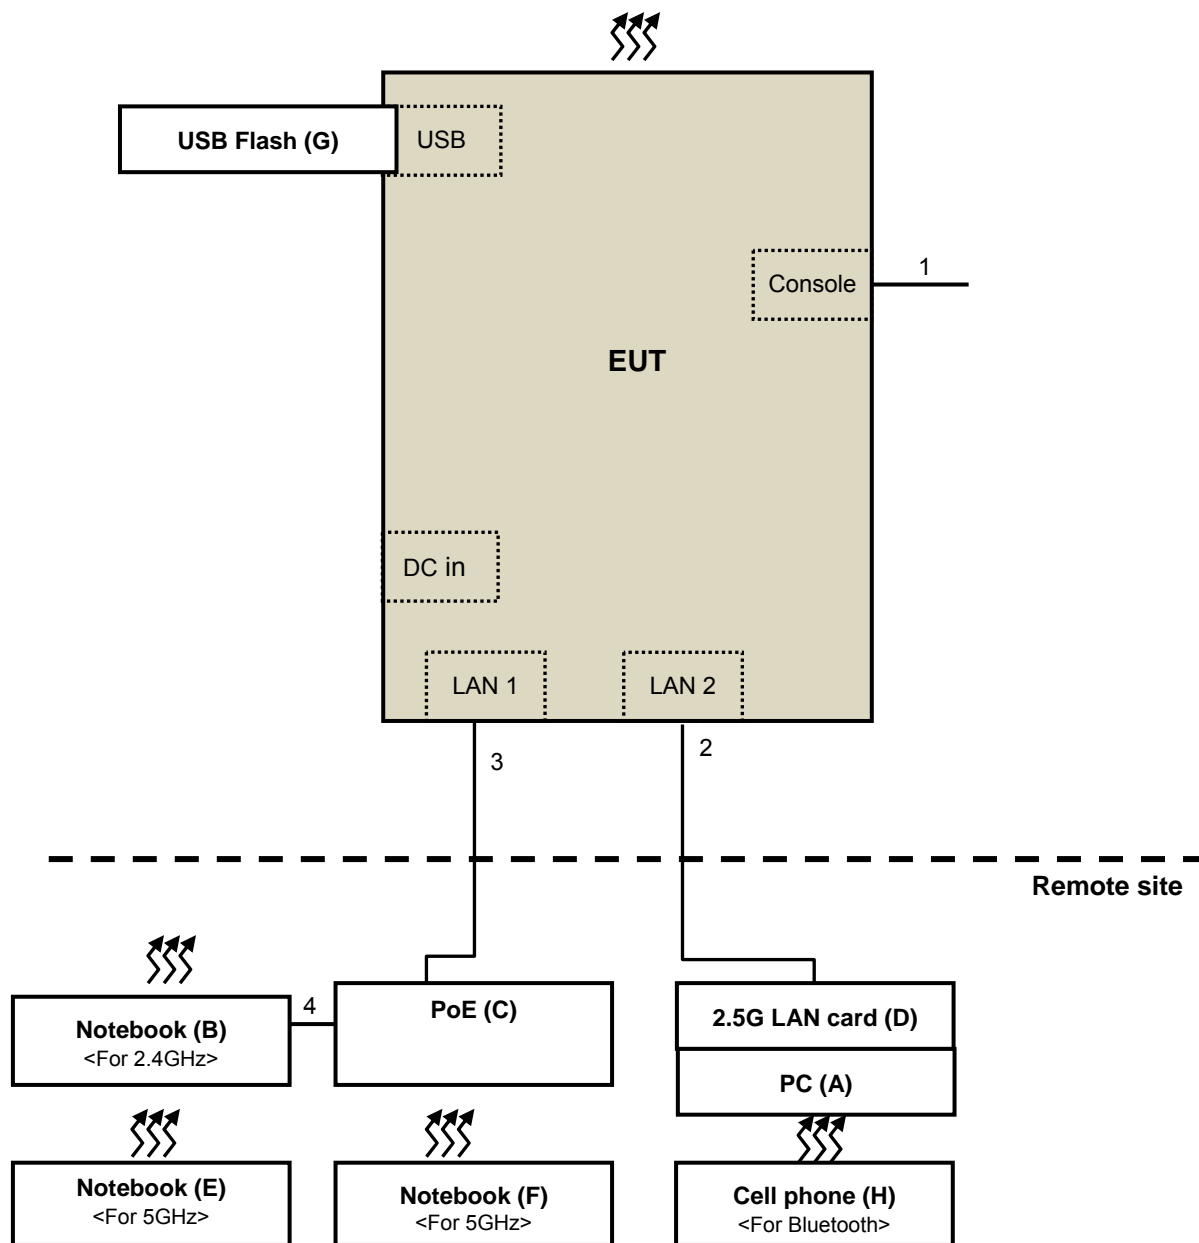 USB Flash (G)
USB
1
Console
EUT
DC in
LAN 1
LAN 2
3
2
Remote site
4
Notebook (B)
<For 2.4GHz>
PoE (C)
2.5G LAN card (D)
PC (A)
Notebook (E)
<For 5GHz>
Notebook (F)
<For 5GHz>
Cell phone (H)
<For Bluetooth>